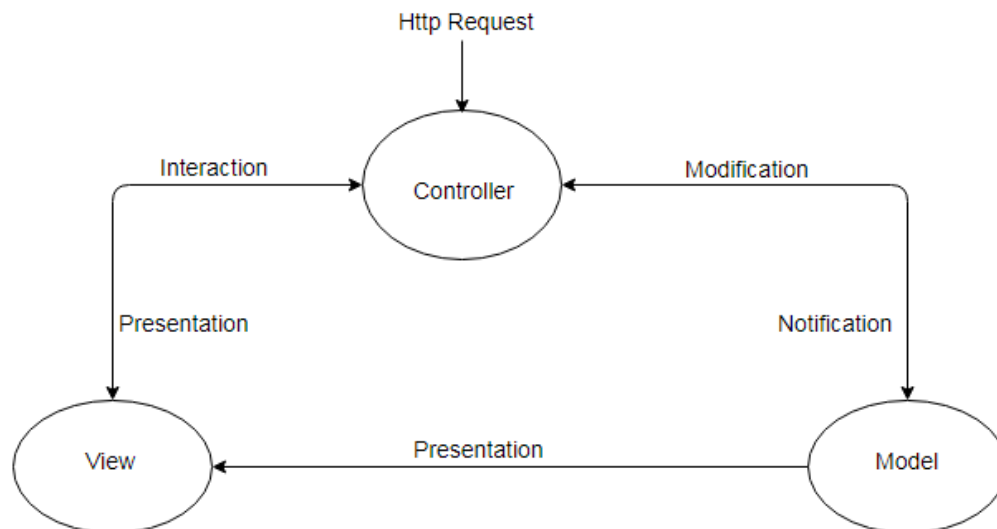 Http Request
Interaction
Modification
Controller
Presentation
Notification
View
Presentation
Model